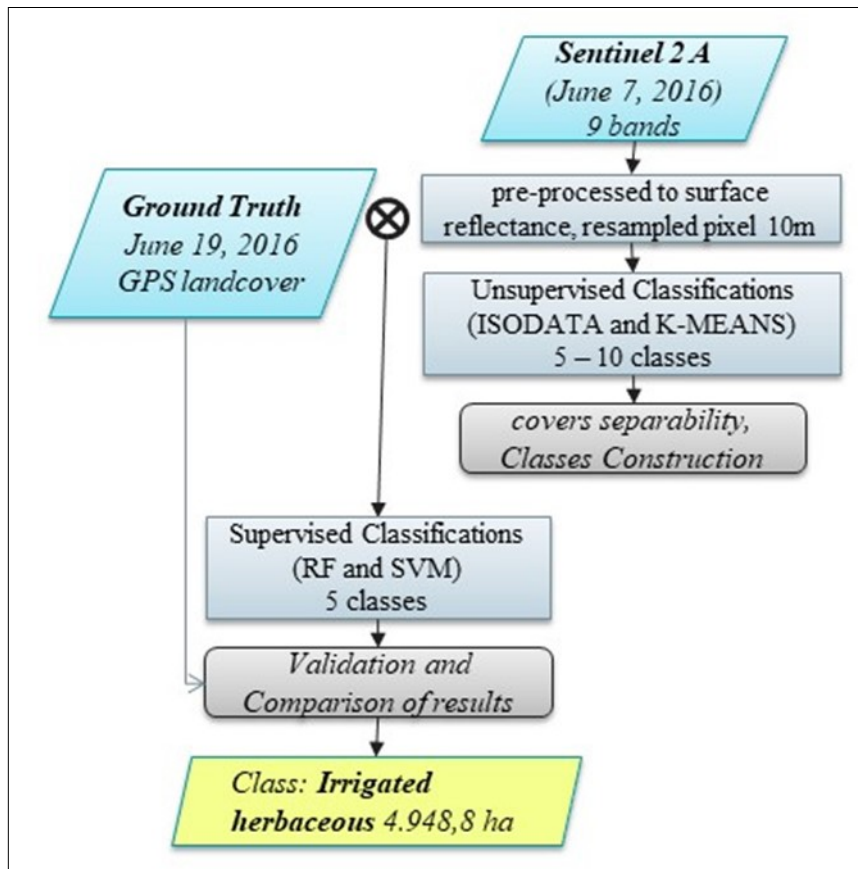 Sentinel 2 A
(June 7, 2016)
9 bands
Ground Truth
June 19, 2016
GPS landcover
pre-processed to surface
reflectance, resampled pixel 10m
Unsupervised Classifications
(ISODATA and K-MEANS)
5 – 10 classes
covers separability,
Classes Construction
Supervised Classifications
(RF and SVM)
5 classes
Validation and
Comparison of results
Class: Irrigated
herbaceous 4.948,8 ha